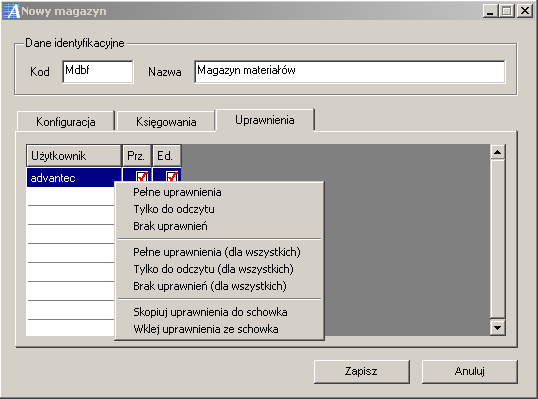 Nowy magazyn
Dane identyfikacyjne
Kod Mdbf Nazwa Magazyn materiałów
Konfiguracja Księgowania Uprawnienia
Użytkownik Prz. Ed.
advantec
Pełne uprawnienia
Tylko do odczytu
Brak uprawnień
Pełne uprawnienia (dla wszystkich)
Tylko do odczytu (dla wszystkich)
Brak uprawnień (dla wszystkich)
Skopiuj uprawnienia do schowka
Wklej uprawnienia ze schowka
Zapisz Anuluj